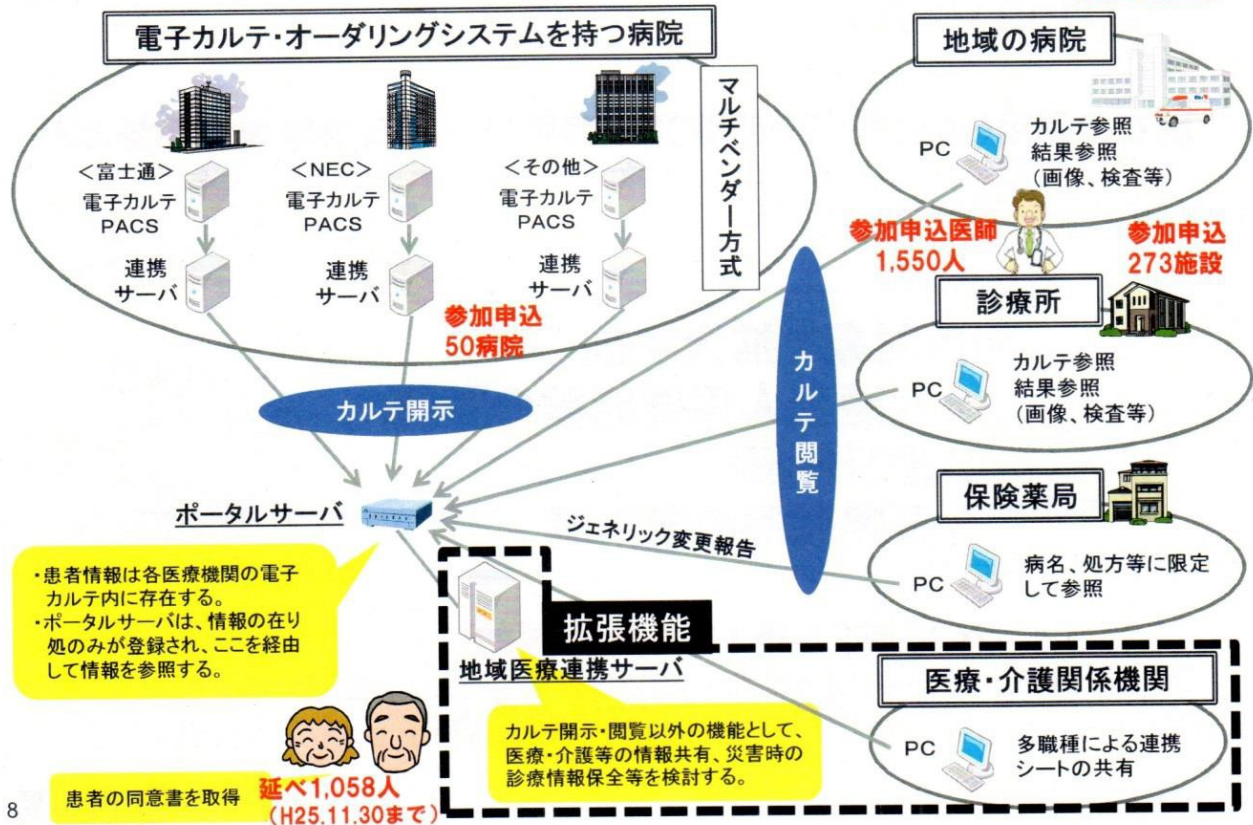 電子カルテ・オーダリングシステムを持つ病院
マルチベンダー方式
<富士通>
電子カルテ
PACS
連携
サーバ
<NEC>
電子カルテ
PACS
連携
サーバ
<その他>
電子カルテ
PACS
連携
サーバ
参加申込
50病院
カルテ開示
地域の病院
PC
カルテ参照
結果参照
(画像、検査等)
参加申込医師
1,550人
参加申込
273施設
診療所
PC
カルテ参照
結果参照
(画像、検査等)
カルテ閲覧
保険薬局
PC
病名、処方等に限定
して参照
ジェネリック変更報告
ポータルサーバ
・患者情報は各医療機関の電子
カルテ内に存在する。
・ポータルサーバは、情報の在り
処のみが登録され、ここを経由
して情報を参照する。
拡張機能
地域医療連携サーバ
カルテ開示・閲覧以外の機能として、
医療・介護等の情報共有、災害時の
診療情報保全等を検討する。
医療・介護関係機関
PC
多職種による連携
シートの共有
患者の同意書を取得
延べ1,058人
(H25.11.30まで)
8